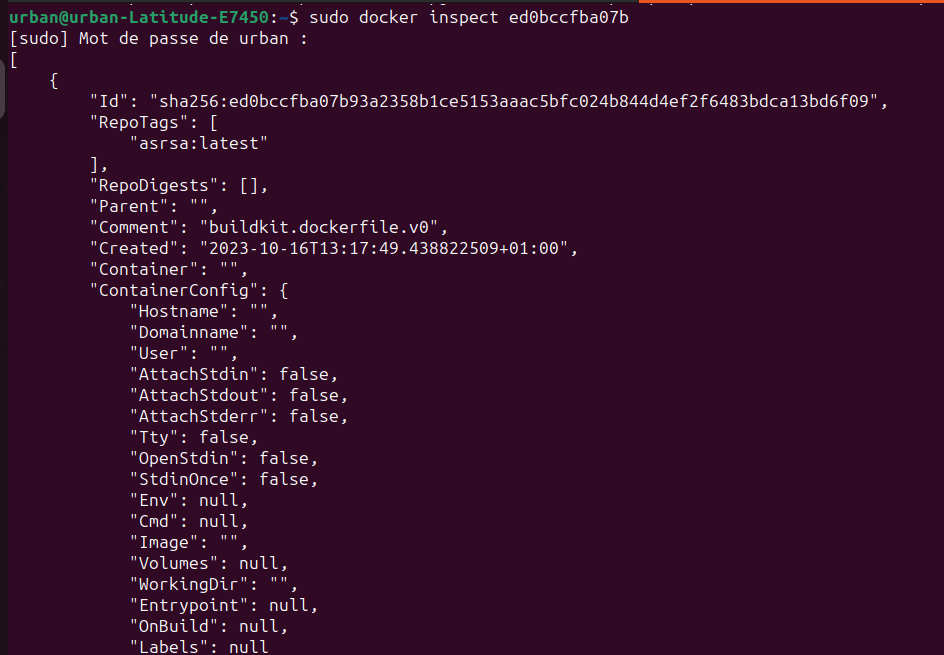 urban@urban-Latitude-E7450:~$ sudo docker inspect ed0bccfba07b
[sudo] Mot de passe de urban :
[
    {
        "Id": "sha256:ed0bccfba07b93a2358b1ce5153aaac5bfc024b844d4ef2f6483bdca13bd6f09",
        "RepoTags": [
            "asrsa:latest"
        ],
        "RepoDigests": [],
        "Parent": "",
        "Comment": "buildkit.dockerfile.v0",
        "Created": "2023-10-16T13:17:49.438822509+01:00",
        "Container": "",
        "ContainerConfig": {
            "Hostname": "",
            "Domainname": "",
            "User": "",
            "AttachStdin": false,
            "AttachStdout": false,
            "AttachStderr": false,
            "Tty": false,
            "OpenStdin": false,
            "StdinOnce": false,
            "Env": null,
            "Cmd": null,
            "Image": "",
            "Volumes": null,
            "WorkingDir": "",
            "Entrypoint": null,
            "OnBuild": null,
            "Labels": null